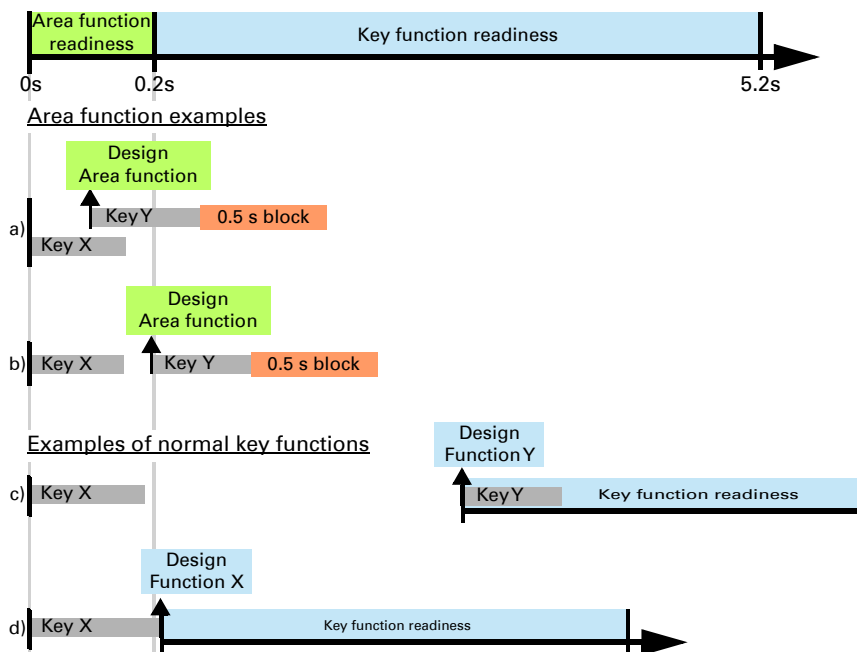 Area function
readiness
Key function readiness
0s
0.2s
5.2s
Area function examples
Design
Area function
a)
Key Y
0.5 s block
Key X
Design
Area function
b)
Key X
Key Y
0.5 s block
Examples of normal key functions
Design
Function Y
c)
Key X
Key Y
Key function readiness
Design
Function X
d)
Key X
Key function readiness